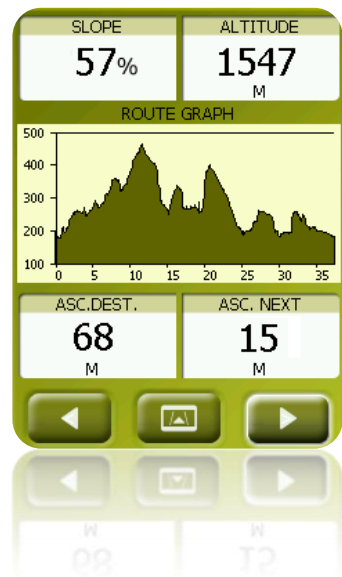 SLOPE ALTITUDE
57% 1547
M
ROUTE GRAPH
500
400
300
200
100
0 5 10 15 20 25 30 35
ASC.DEST. ASC. NEXT
68 15
M M